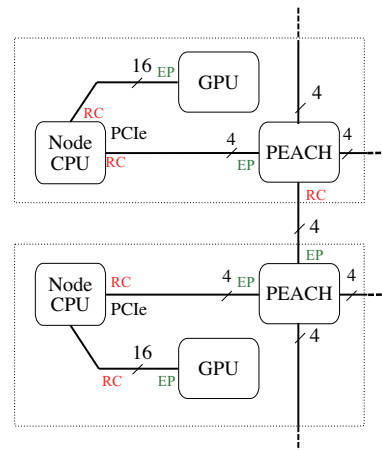 16 EP
GPU
4
RC
Node
CPU
PCIe
4
PEACH
4
RC
EP
RC
4
EP
Node
CPU
RC
4 EP
PEACH
4
PCIe
4
16
GPU
RC
EP